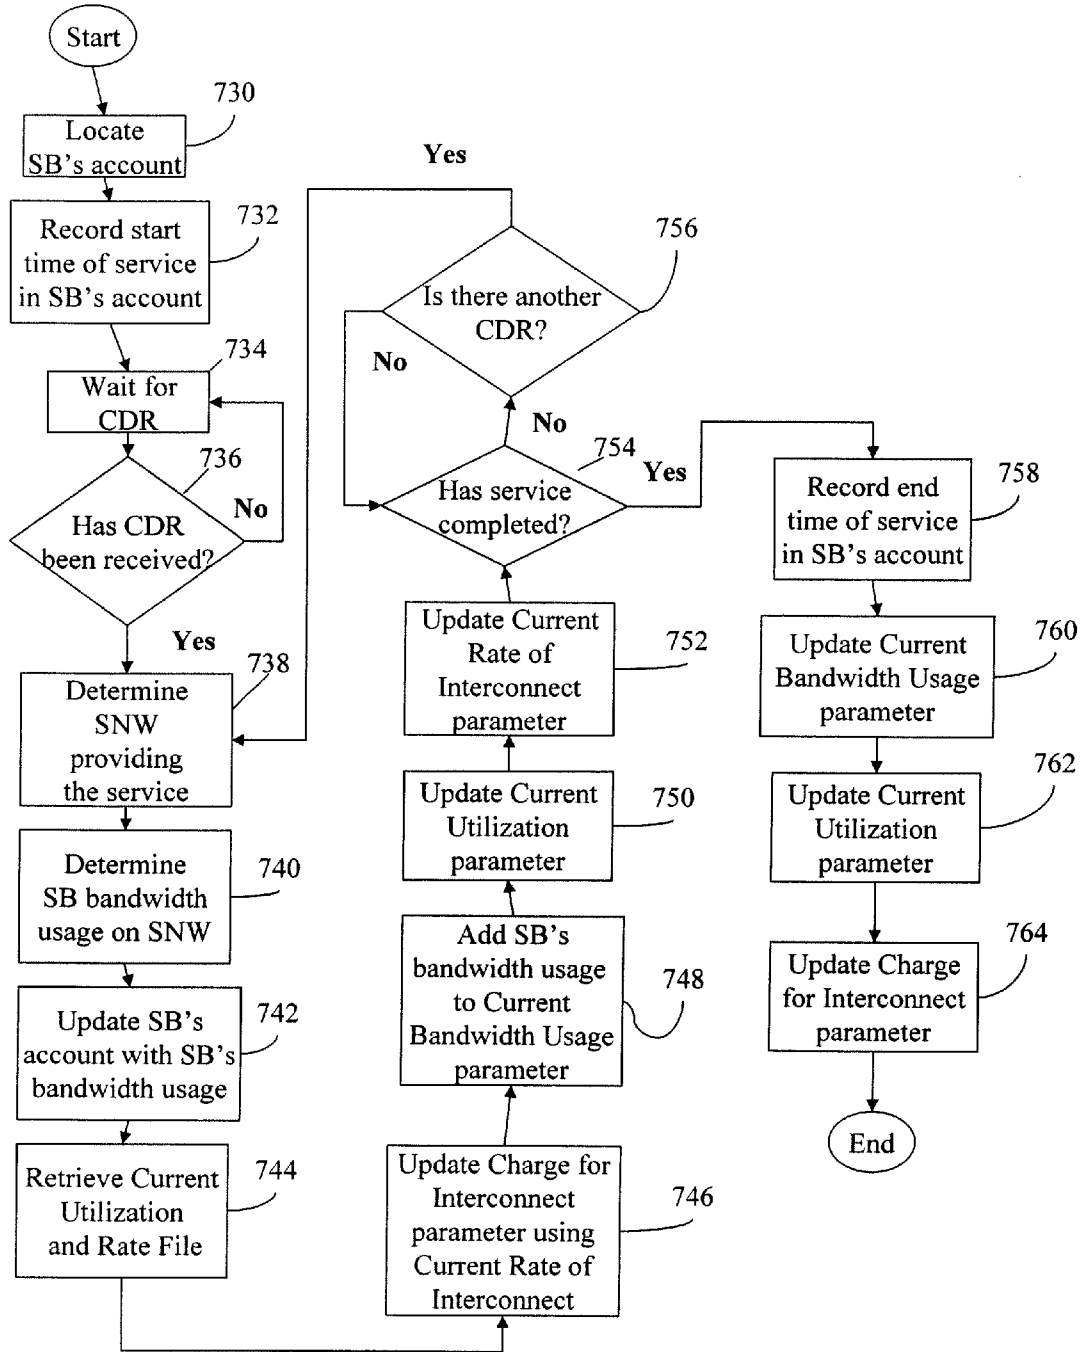 Start
730
Locate
SB's account
732
Record start
time of service
in SB's account
734
Wait for
CDR
736
Has CDR
been received?
No
Yes
738
Determine
SNW
providing
the service
740
Determine
SB bandwidth
usage on SNW
742
Update SB's
account with SB's
bandwidth usage
744
Retrieve Current
Utilization
and Rate File
Yes
756
Is there another
CDR?
No
No
754
Yes
Has service
completed?
752
Update Current
Rate of
Interconnect
parameter
750
Update Current
Utilization
parameter
748
Add SB's
bandwidth usage
to Current
Bandwidth Usage
parameter
746
Update Charge for
Interconnect
parameter using
Current Rate of
Interconnect
758
Record end
time of service
in SB's account
760
Update Current
Bandwidth Usage
parameter
762
Update Current
Utilization
parameter
764
Update Charge
for Interconnect
parameter
End